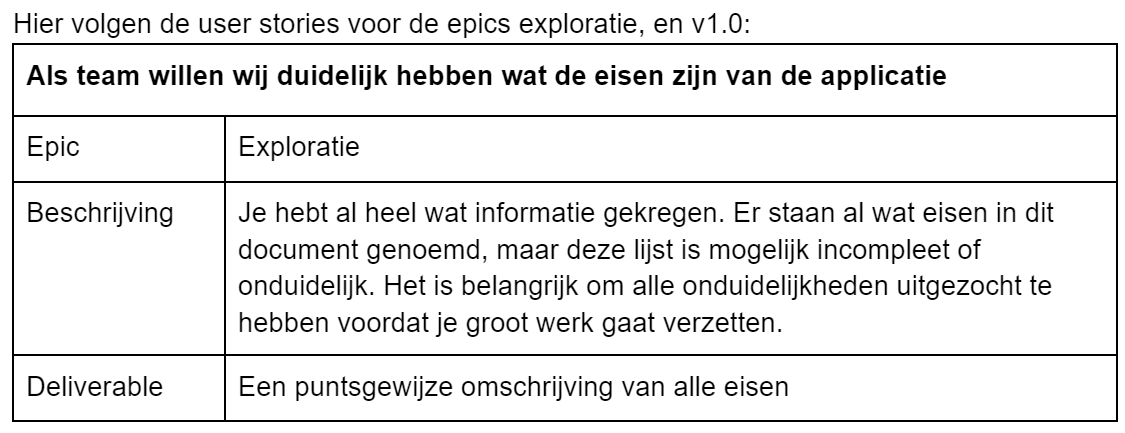 Hier volgen de user stories voor de epics exploratie, en v1.0:
Als team willen wij duidelijk hebben wat de eisen zijn van de applicatie
Epic
Exploratie
Beschrijving
Je hebt al heel wat informatie gekregen. Er staan al wat eisen in dit
document genoemd, maar deze lijst is mogelijk incompleet of
onduidelijk. Het is belangrijk om alle onduidelijkheden uitgezocht te
hebben voordat je groot werk gaat verzetten.
Deliverable
Een puntsgewijze omschrijving van alle eisen